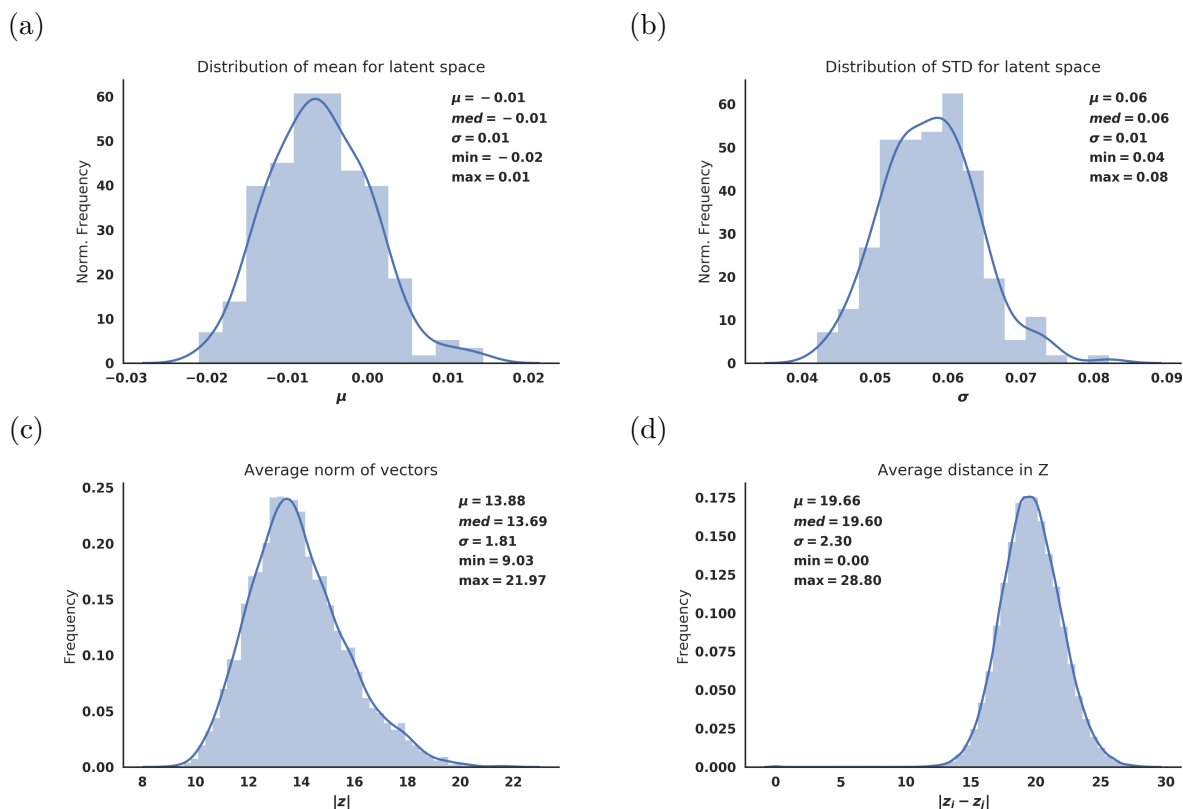 (a)
Distribution of mean for latent space
μ = −0.01
med = −0.01
σ = 0.01
min = −0.02
max = 0.01
Norm. Frequency
60
50
40
30
20
10
0
−0.03 −0.02 −0.01 0.00 0.01 0.02
μ
(b)
Distribution of STD for latent space
μ = 0.06
med = 0.06
σ = 0.01
min = 0.04
max = 0.08
Norm. Frequency
60
50
40
30
20
10
0
0.04 0.05 0.06 0.07 0.08 0.09
σ
(c)
Average norm of vectors
μ = 13.88
med = 13.69
σ = 1.81
min = 9.03
max = 21.97
Frequency
0.25
0.20
0.15
0.10
0.05
0.00
8 10 12 14 16 18 20 22
|z|
(d)
Average distance in Z
μ = 19.66
med = 19.60
σ = 2.30
min = 0.00
max = 28.80
Frequency
0.175
0.150
0.125
0.100
0.075
0.050
0.025
0.000
0 5 10 15 20 25 30
|z_i − z_j|